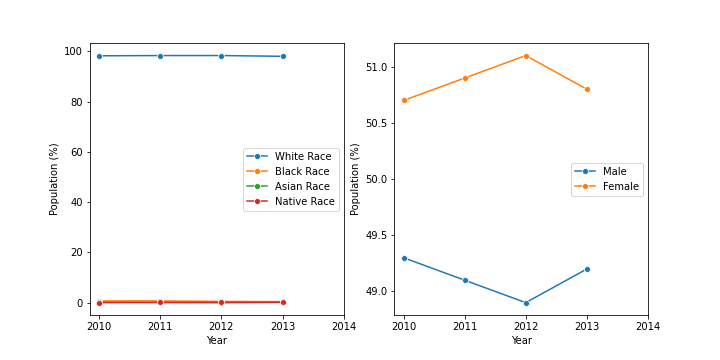 100
80
60
40
20
0
Population (%)
2010 2011 2012 2013 2014
Year
White Race
Black Race
Asian Race
Native Race
51.0
50.5
50.0
49.5
49.0
Population (%)
2010 2011 2012 2013 2014
Year
Male
Female